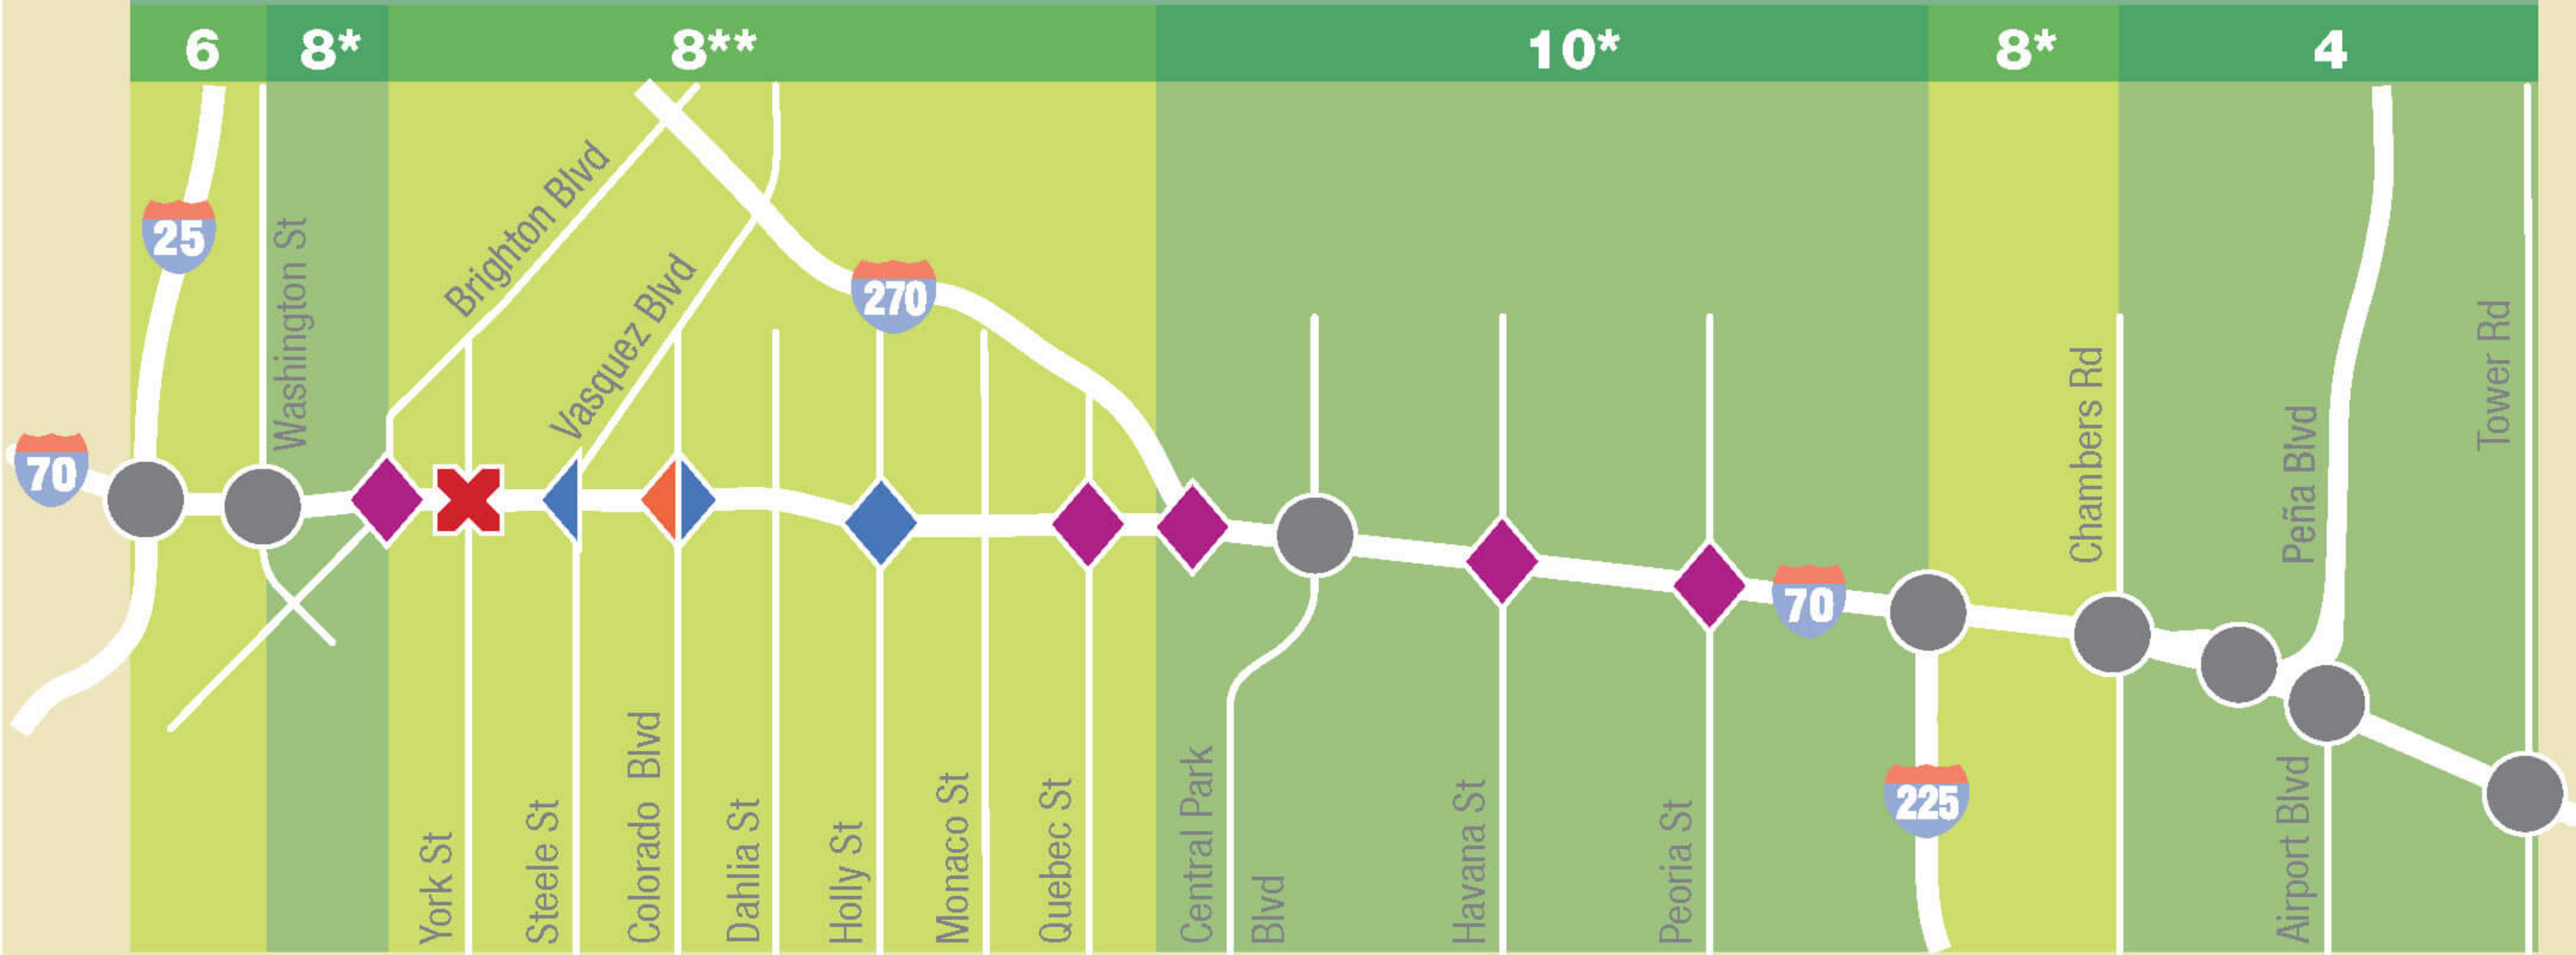 6
8*
8**
10*
8*
4
25
Washington St
Brighton Blvd
Vasquez Blvd
270
70
Chambers Rd
Peña Blvd
Tower Rd
70
225
York St
Steele St
Colorado Blvd
Dahlia St
Holly St
Monaco St
Quebec St
Central Park
Blvd
Havana St
Peoria St
Airport Blvd